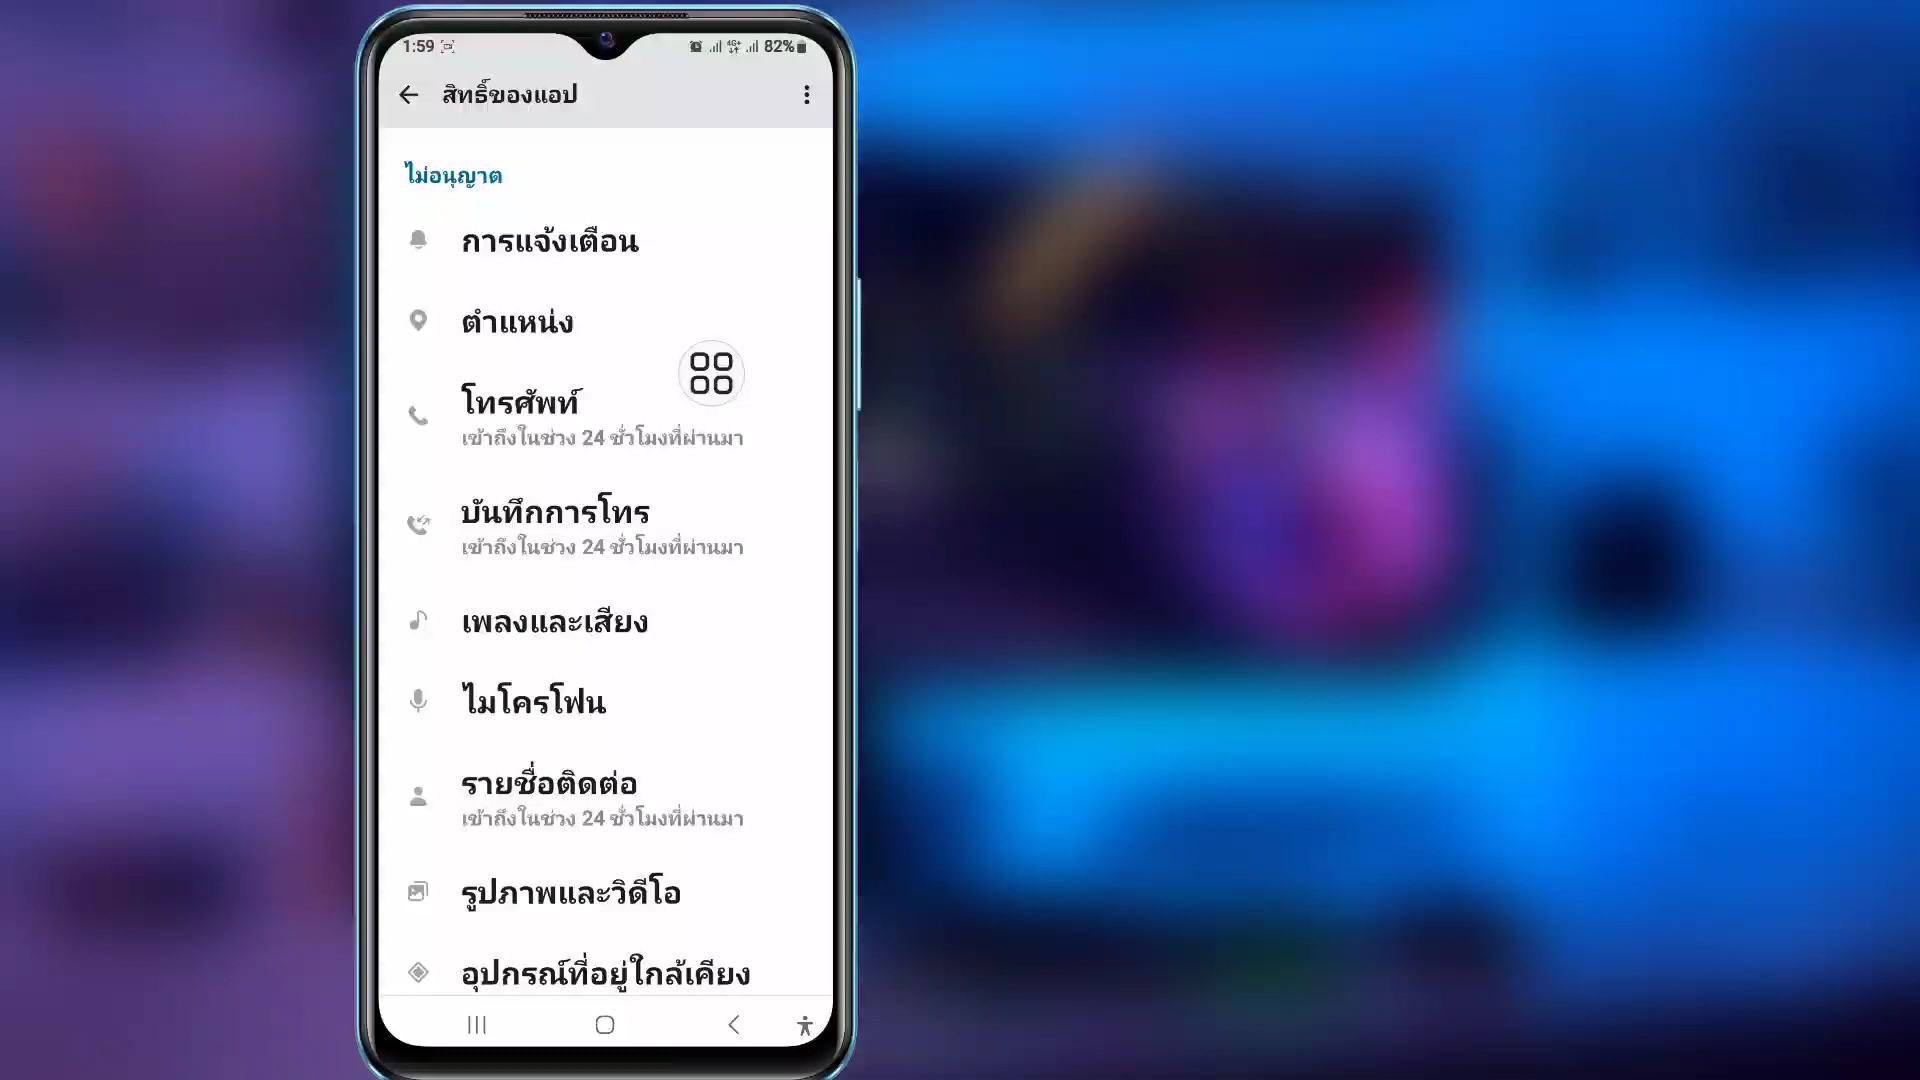 1:59 4G+ 82%
สิทธิ์ของแอป
ไม่อนุญาต
การแจ้งเตือน
ตำแหน่ง
โทรศัพท์
เข้าถึงในช่วง 24 ชั่วโมงที่ผ่านมา
บันทึกการโทร
เข้าถึงในช่วง 24 ชั่วโมงที่ผ่านมา
เพลงและเสียง
ไมโครโฟน
รายชื่อติดต่อ
เข้าถึงในช่วง 24 ชั่วโมงที่ผ่านมา
รูปภาพและวิดีโอ
อุปกรณ์ที่อยู่ใกล้เคียง